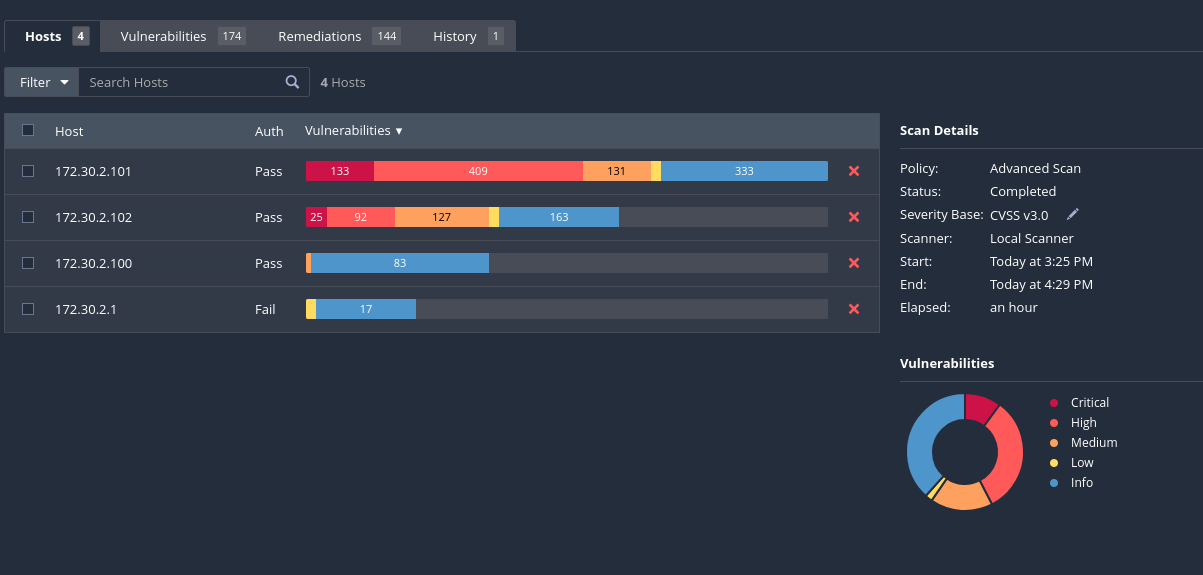 Hosts 4 Vulnerabilities 174 Remediations 144 History 1
Filter ▼ Search Hosts 4 Hosts
Host Auth Vulnerabilities ▼
172.30.2.101 Pass 133 409 131 333
172.30.2.102 Pass 25 92 127 163
172.30.2.100 Pass 83
172.30.2.1 Fail 17
Scan Details
Policy: Advanced Scan
Status: Completed
Severity Base: CVSS v3.0
Scanner: Local Scanner
Start: Today at 3:25 PM
End: Today at 4:29 PM
Elapsed: an hour
Vulnerabilities
Critical
High
Medium
Low
Info